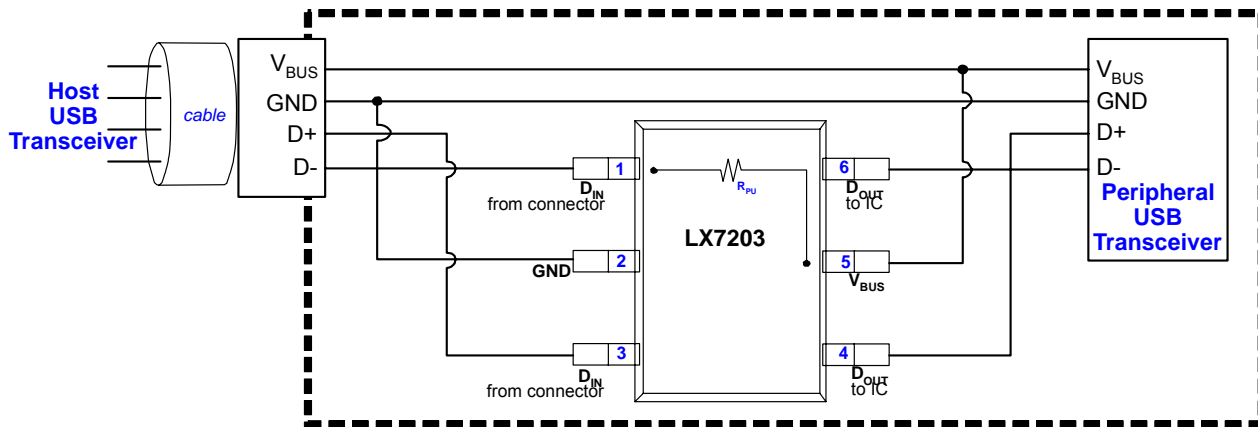 Host
USB
Transceiver
cable
VBUS
GND
D+
D-
1
DIN
from connector
GND
2
3
DIN
from connector
RPU
LX7203
6
DOUT
to IC
5
VBUS
4
DOUT
to IC
VBUS
GND
D+
D-
Peripheral
USB
Transceiver